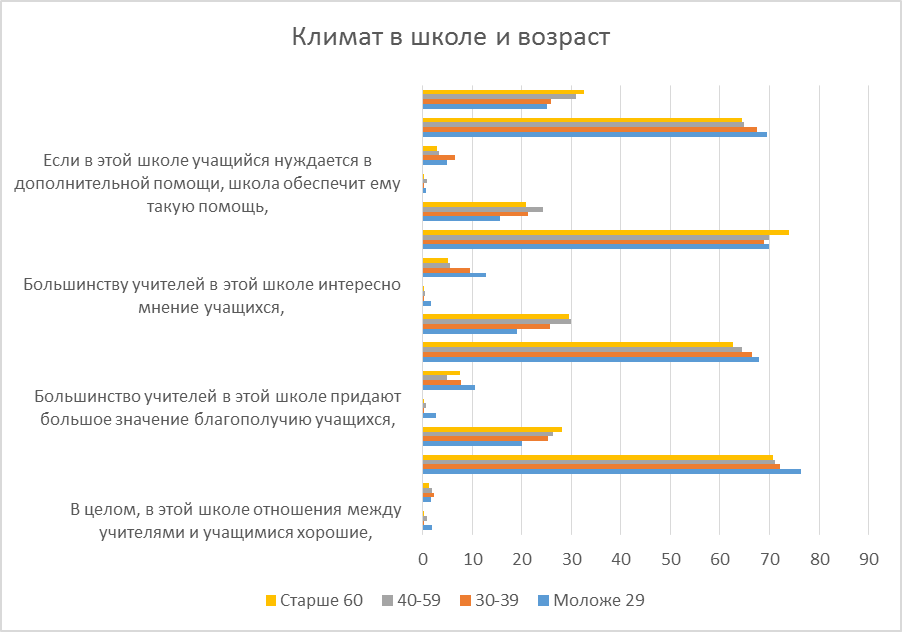 Климат в школе и возраст
Если в этой школе учащийся нуждается в
дополнительной помощи, школа обеспечит ему
такую помощь,
Большинству учителей в этой школе интересно
мнение учащихся,
Большинство учителей в этой школе придают
большое значение благополучию учащихся,
В целом, в этой школе отношения между
учителями и учащимися хорошие,
0 10 20 30 40 50 60 70 80 90
Старше 60 40-59 30-39 Моложе 29